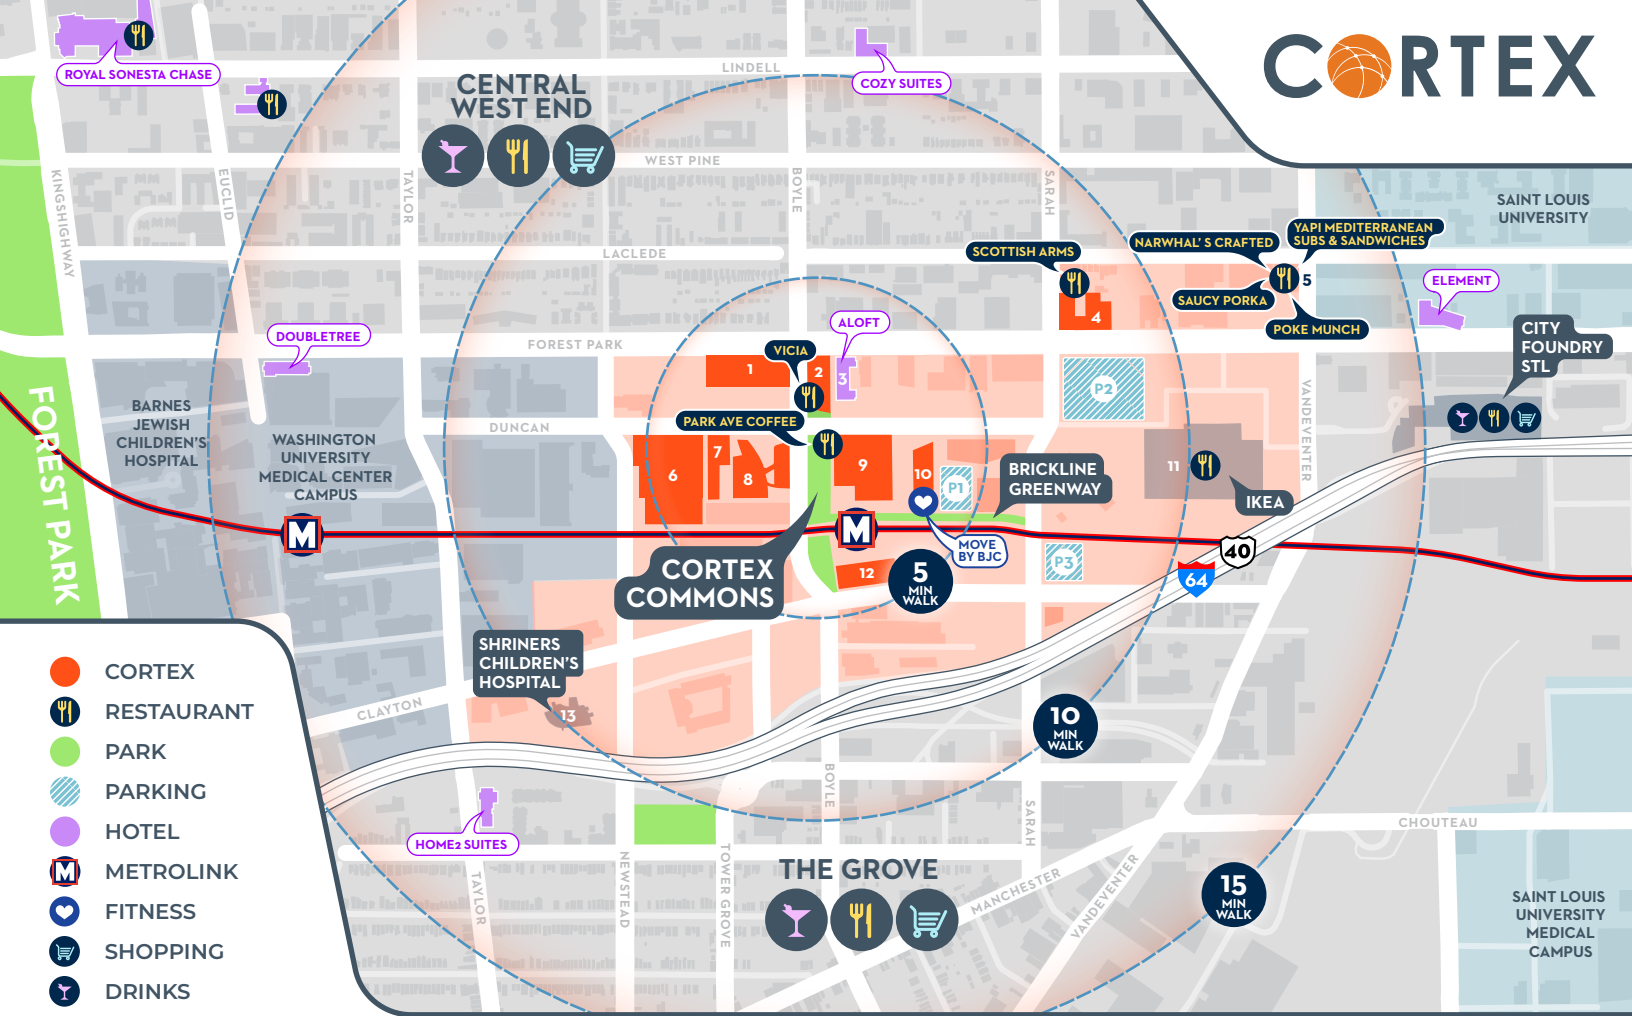 CORTEX
ROYAL SONESTA CHASE
LINDELL
COZY SUITES
CENTRAL
WEST END
WEST PINE
KINGSHIGHWAY
EUCLID
TAYLOR
BOYLE
SARAH
SAINT LOUIS
UNIVERSITY
LACLEDE
SCOTTISH ARMS
NARWHAL' S CRAFTED
YAPI MEDITERRANEAN
SUBS & SANDWICHES
5
SAUCY PORKA
POKE MUNCH
ELEMENT
4
DOUBLETREE
FOREST PARK
ALOFT
VICIA
CITY
FOUNDRY
STL
1
2
3
P2
VANDEVENTER
FOREST PARK
BARNES
JEWISH
CHILDREN'S
HOSPITAL
WASHINGTON
UNIVERSITY
MEDICAL CENTER
CAMPUS
DUNCAN
PARK AVE COFFEE
6
7
8
9
10
P1
BRICKLINE
GREENWAY
11
IKEA
M
M
MOVE
BY BJC
P3
40
64
CORTEX
COMMONS
12
5
MIN
WALK
SHRINERS
CHILDREN'S
HOSPITAL
13
CLAYTON
10
MIN
WALK
BOYLE
SARAH
HOME2 SUITES
TAYLOR
NEWSTEAD
TOWER GROVE
THE GROVE
MANCHESTER
VANDEVENTER
CHOUTEAU
15
MIN
WALK
SAINT LOUIS
UNIVERSITY
MEDICAL
CAMPUS
CORTEX
RESTAURANT
PARK
PARKING
HOTEL
M
METROLINK
FITNESS
SHOPPING
DRINKS